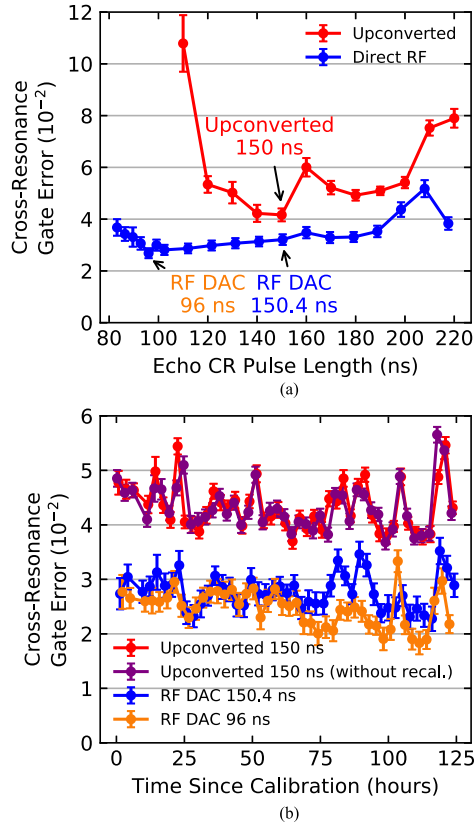 Upconverted
Direct RF
12
10
8
6
4
2
0
Cross-Resonance
Gate Error (10⁻²)
Upconverted
150 ns
RF DAC
96 ns
RF DAC
150.4 ns
80 100 120 140 160 180 200 220
Echo CR Pulse Length (ns)
(a)
6
5
4
3
2
1
0
Cross-Resonance
Gate Error (10⁻²)
Upconverted 150 ns
Upconverted 150 ns (without recal.)
RF DAC 150.4 ns
RF DAC 96 ns
0 25 50 75 100 125
Time Since Calibration (hours)
(b)